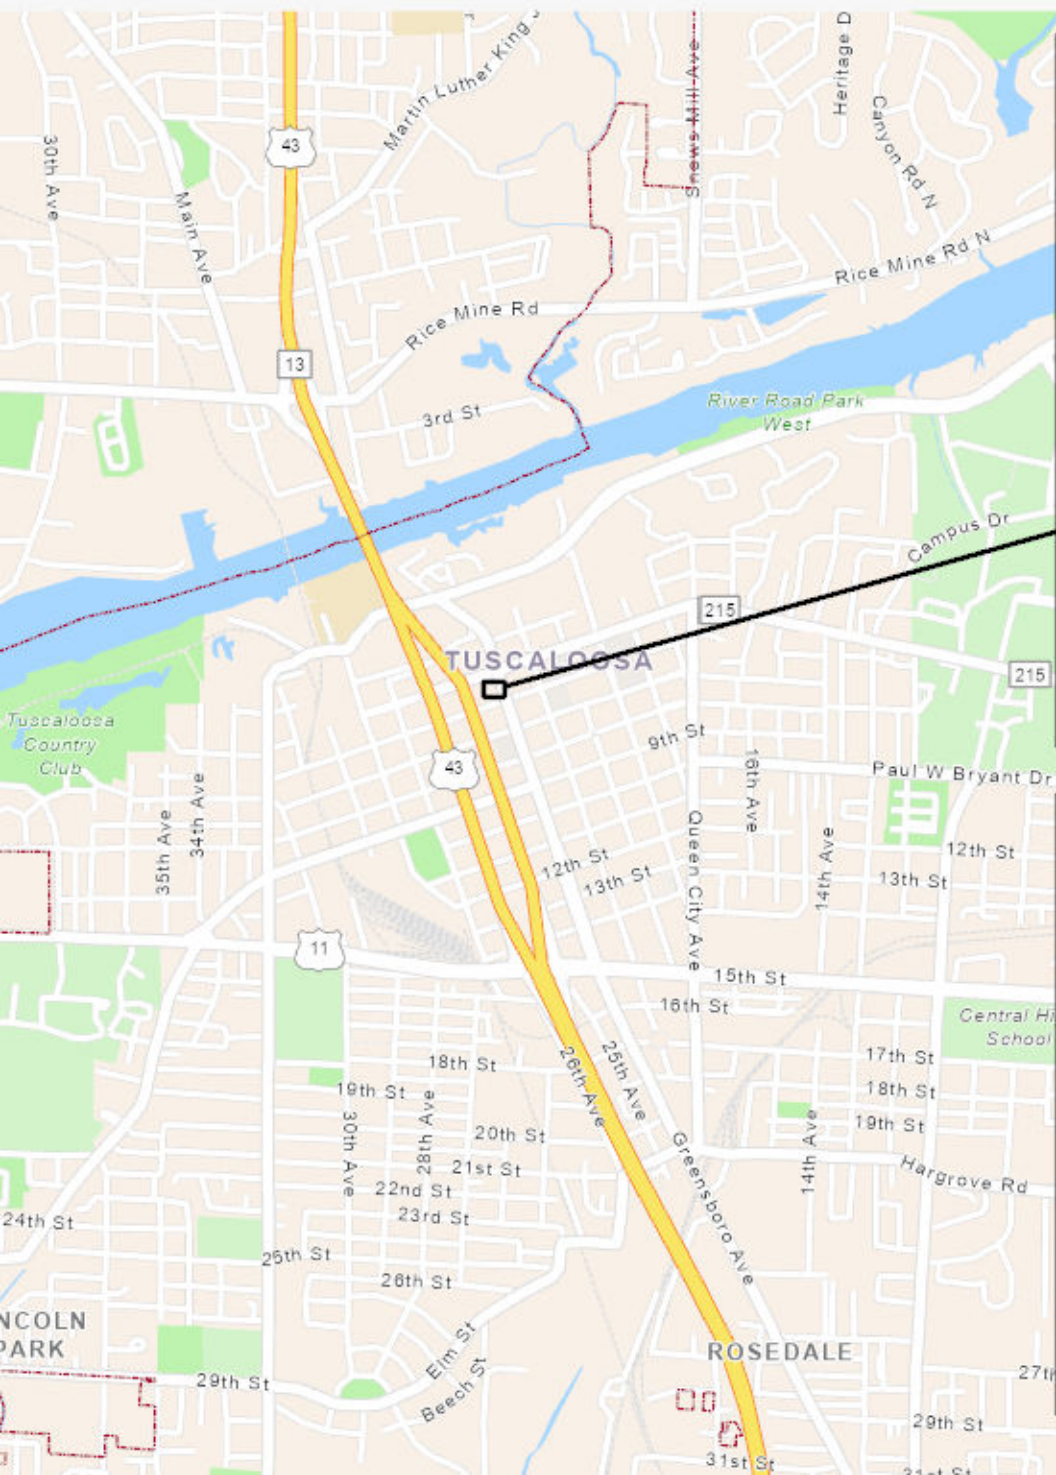 Martin Luther King J
Heritage D
Snows Mill Ave
43
30th Ave
Canyon Rd N
Main Ave
Rice Mine Rd N
Rice Mine Rd
13
River Road Park
West
3rd St
Campus Dr
215
TUSCALOOSA
215
Tuscaloosa
Country
Club
9th St
43
16th Ave
Paul W Bryant Dr
34th Ave
35th Ave
Queen City Ave
14th Ave
12th St
12th St
13th St
13th St
11
15th St
16th St
Central Hi
School
17th St
18th St
26th Ave
25th Ave
18th St
19th St
28th Ave
30th Ave
19th St
20th St
14th Ave
Greensboro Ave
21st St
Hargrove Rd
22nd St
23rd St
24th St
25th St
26th St
NCOLN
PARK
Elm St
ROSEDALE
27th
29th St
Beech St
29th St
31st St
31st St